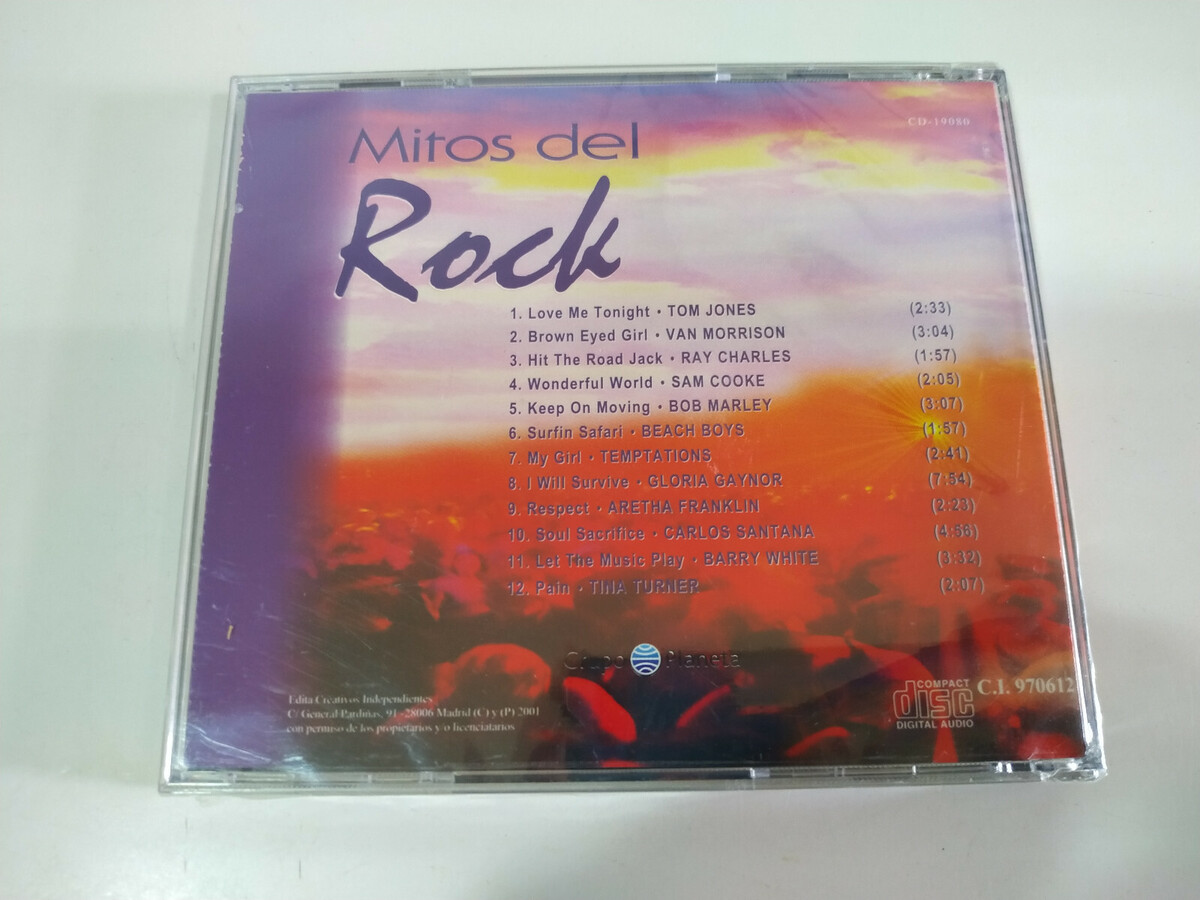 CD-19086
Mitos del
Rock
1. Love Me Tonight · TOM JONES (2:33)
2. Brown Eyed Girl · VAN MORRISON (3:04)
3. Hit The Road Jack · RAY CHARLES (1:57)
4. Wonderful World · SAM COOKE (2:05)
5. Keep On Moving · BOB MARLEY (3:07)
6. Surfin Safari · BEACH BOYS (1:57)
7. My Girl · TEMPTATIONS (2:41)
8. I Will Survive · GLORIA GAYNOR (7:54)
9. Respect · ARETHA FRANKLIN (2:23)
10. Soul Sacrifice · CARLOS SANTANA (4:56)
11. Let The Music Play · BARRY WHITE (3:32)
12. Pain · TINA TURNER (2:07)
Grupo Planeta
Edita Creativos Independientes
C/ General Pardiñas, 91 - 28006 Madrid (C) y (P) 2001
con permiso de los propietarios y/o licenciatarios
COMPACT
disc
DIGITAL AUDIO
C.I. 970612